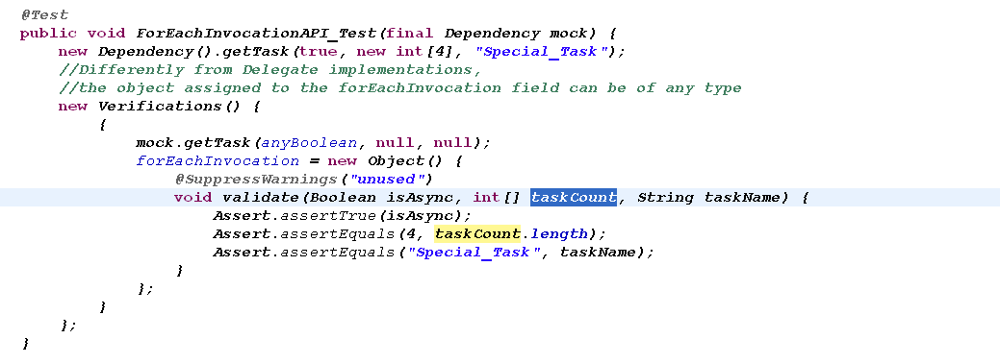 @Test
public void ForEachInvocationAPI_Test(final Dependency mock) {
    new Dependency().getTask(true, new int[4], "Special_Task");
    //Differently from Delegate implementations,
    //the object assigned to the forEachInvocation field can be of any type
    new Verifications() {
        {
            mock.getTask(anyBoolean, null, null);
            forEachInvocation = new Object() {
                @SuppressWarnings("unused")
                void validate(Boolean isAsync, int[] taskCount, String taskName) {
                    Assert.assertTrue(isAsync);
                    Assert.assertEquals(4, taskCount.length);
                    Assert.assertEquals("Special_Task", taskName);
                }
            };
        }
    };
}